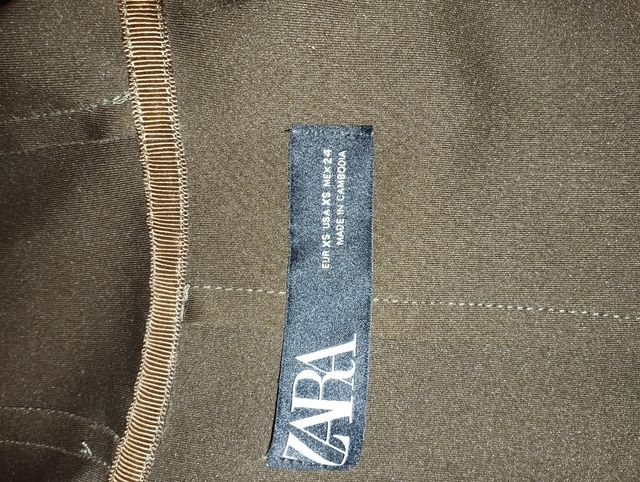 ZARA
EUR XS USA XS MEX 24
MADE IN CAMBODIA